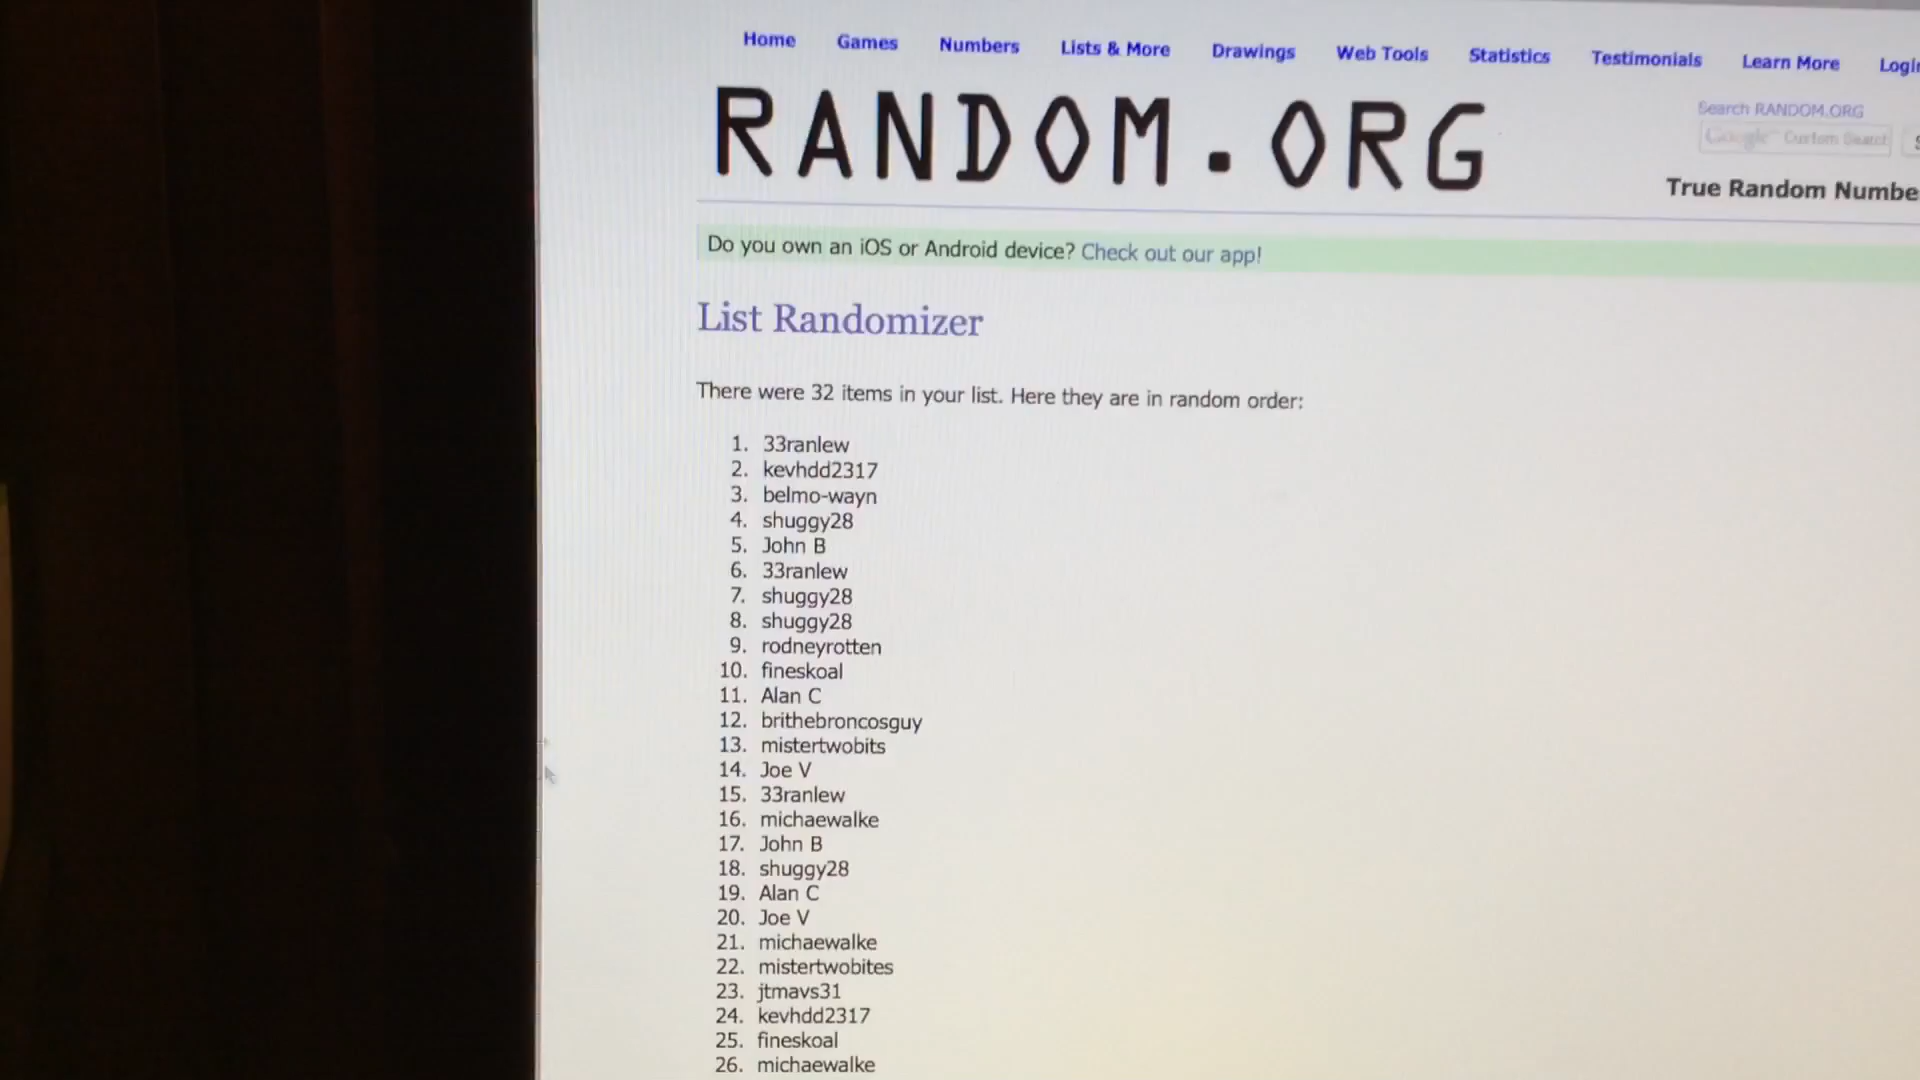 Home Games Numbers Lists & More Drawings Web Tools Statistics Testimonials Learn More Login
RANDOM.ORG
Search RANDOM.ORG
Google Custom Search
True Random Numbe
Do you own an iOS or Android device? Check out our app!
List Randomizer
There were 32 items in your list. Here they are in random order:
1. 33ranlew
2. kevhdd2317
3. belmo-wayn
4. shuggy28
5. John B
6. 33ranlew
7. shuggy28
8. shuggy28
9. rodneyrotten
10. fineskoal
11. Alan C
12. brithebroncosguy
13. mistertwobits
14. Joe V
15. 33ranlew
16. michaewalke
17. John B
18. shuggy28
19. Alan C
20. Joe V
21. michaewalke
22. mistertwobites
23. jtmavs31
24. kevhdd2317
25. fineskoal
26. michaewalke